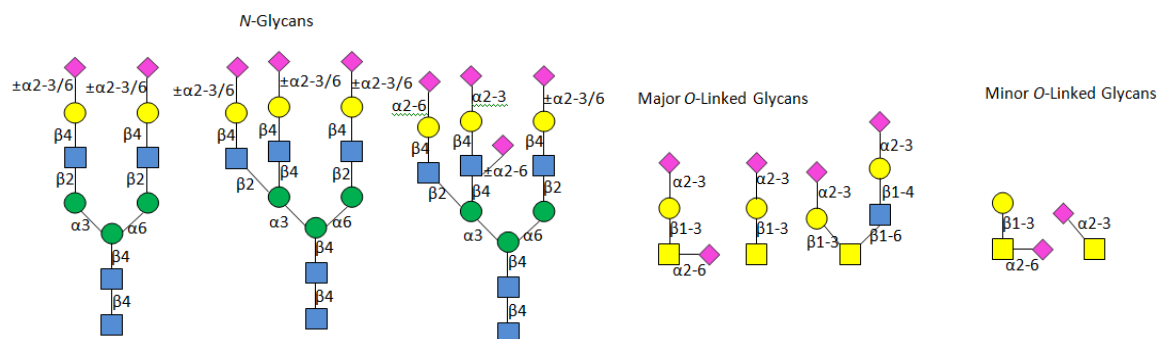 N-Glycans
±α2-3/6 ±α2-3/6
β4 β4
β2 β2
α3 α6
β4
β4
±α2-3/6 ±α2-3/6 ±α2-3/6
β4 β4 β4
β2 β4 β2
α3 α6
β4
β4
α2-6 α2-3 ±α2-3/6
β4 β4 β4
±α2-6
β2 β4 β2
α3 α6
β4
β4
Major O-Linked Glycans
α2-3
β1-3
α2-6
α2-3
β1-3
α2-3
α2-3
β1-4
β1-3 β1-6
Minor O-Linked Glycans
β1-3
α2-6
α2-3